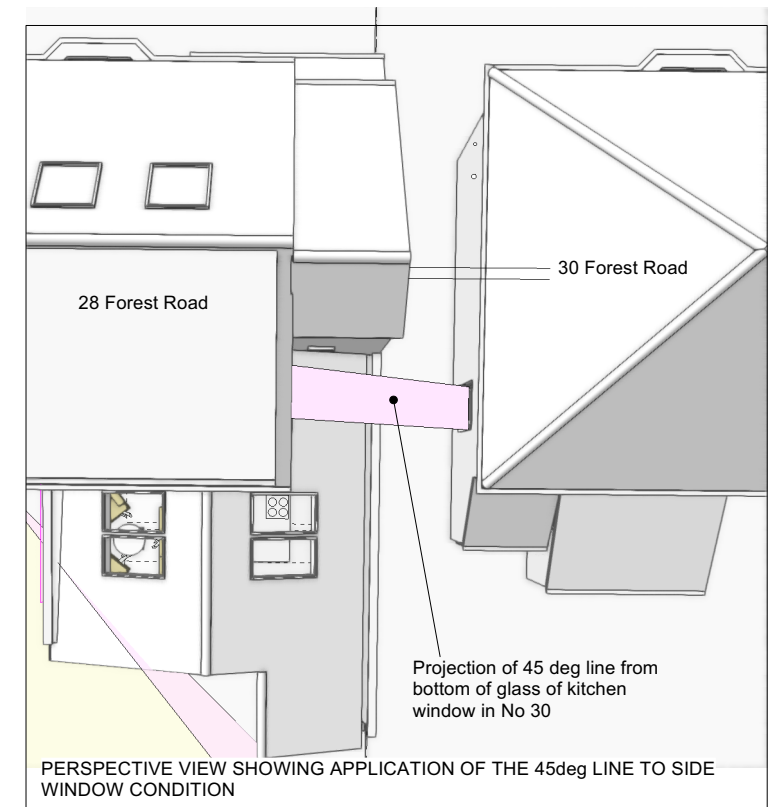 30 Forest Road
28 Forest Road
Projection of 45 deg line from
bottom of glass of kitchen
window in No 30
PERSPECTIVE VIEW SHOWING APPLICATION OF THE 45deg LINE TO SIDE
WINDOW CONDITION